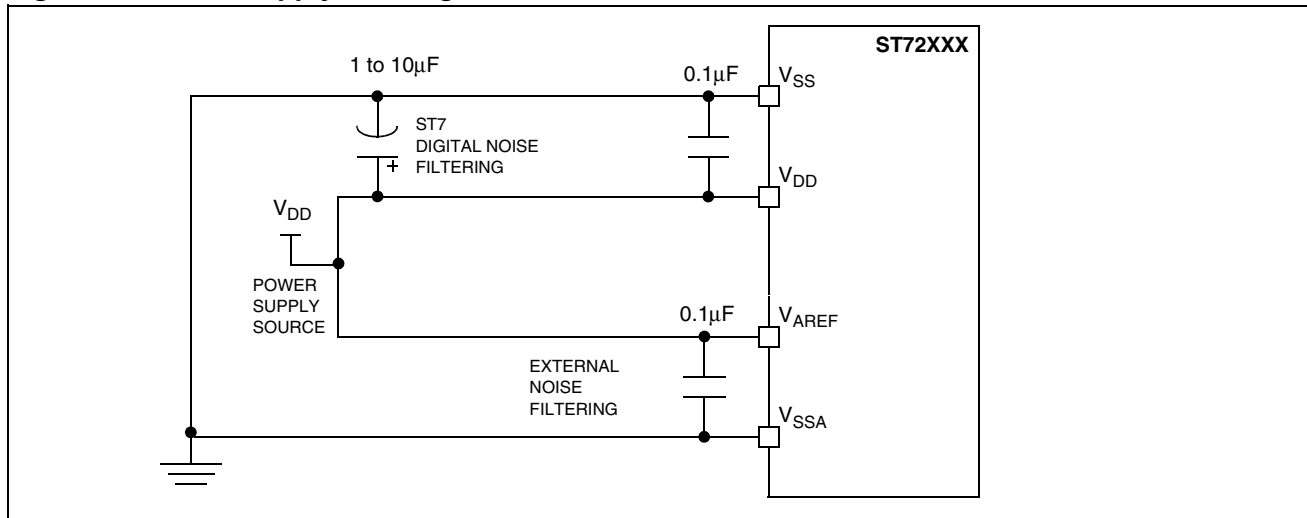 ST72XXX
1 to 10μF
0.1μF
VSS
ST7
DIGITAL NOISE
FILTERING
+
VDD
VDD
POWER
SUPPLY
SOURCE
0.1μF
VAREF
EXTERNAL
NOISE
FILTERING
VSSA